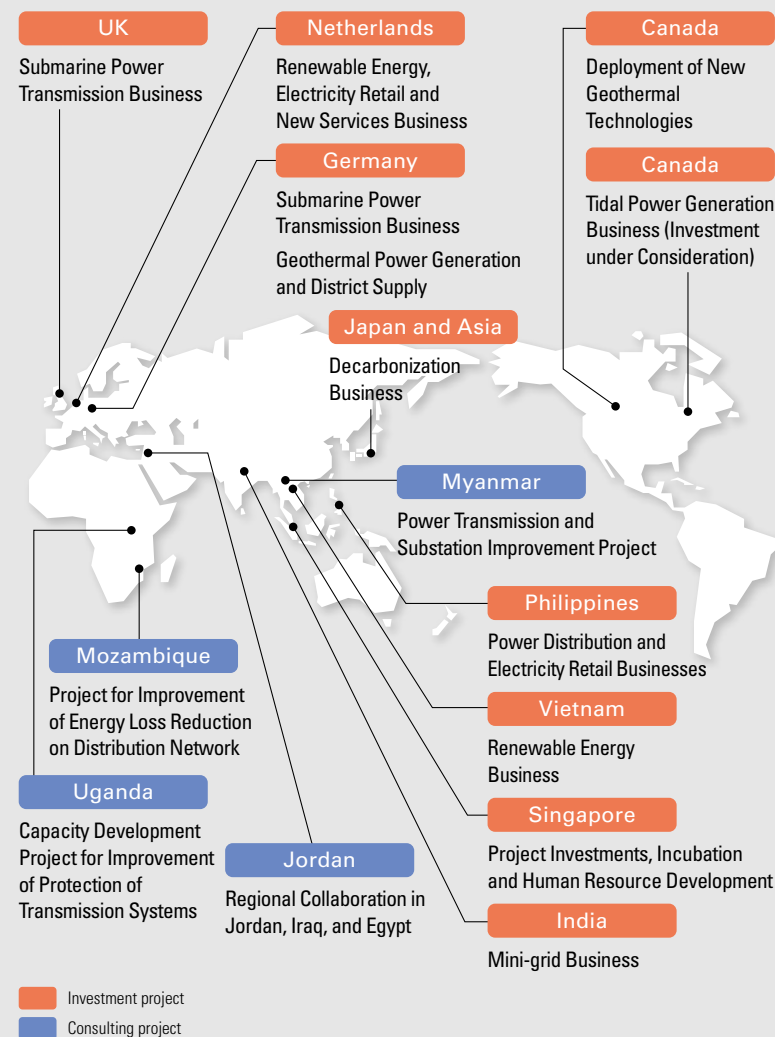 UK
Submarine Power
Transmission Business
Netherlands
Renewable Energy,
Electricity Retail and
New Services Business
Germany
Submarine Power
Transmission Business
Geothermal Power Generation
and District Supply
Canada
Deployment of New
Geothermal
Technologies
Canada
Tidal Power Generation
Business (Investment
under Consideration)
Japan and Asia
Decarbonization
Business
Myanmar
Power Transmission and
Substation Improvement Project
Philippines
Power Distribution and
Electricity Retail Businesses
Vietnam
Renewable Energy
Business
Singapore
Project Investments, Incubation
and Human Resource Development
India
Mini-grid Business
Mozambique
Project for Improvement
of Energy Loss Reduction
on Distribution Network
Uganda
Capacity Development
Project for Improvement
of Protection of
Transmission Systems
Jordan
Regional Collaboration in
Jordan, Iraq, and Egypt
Investment project
Consulting project